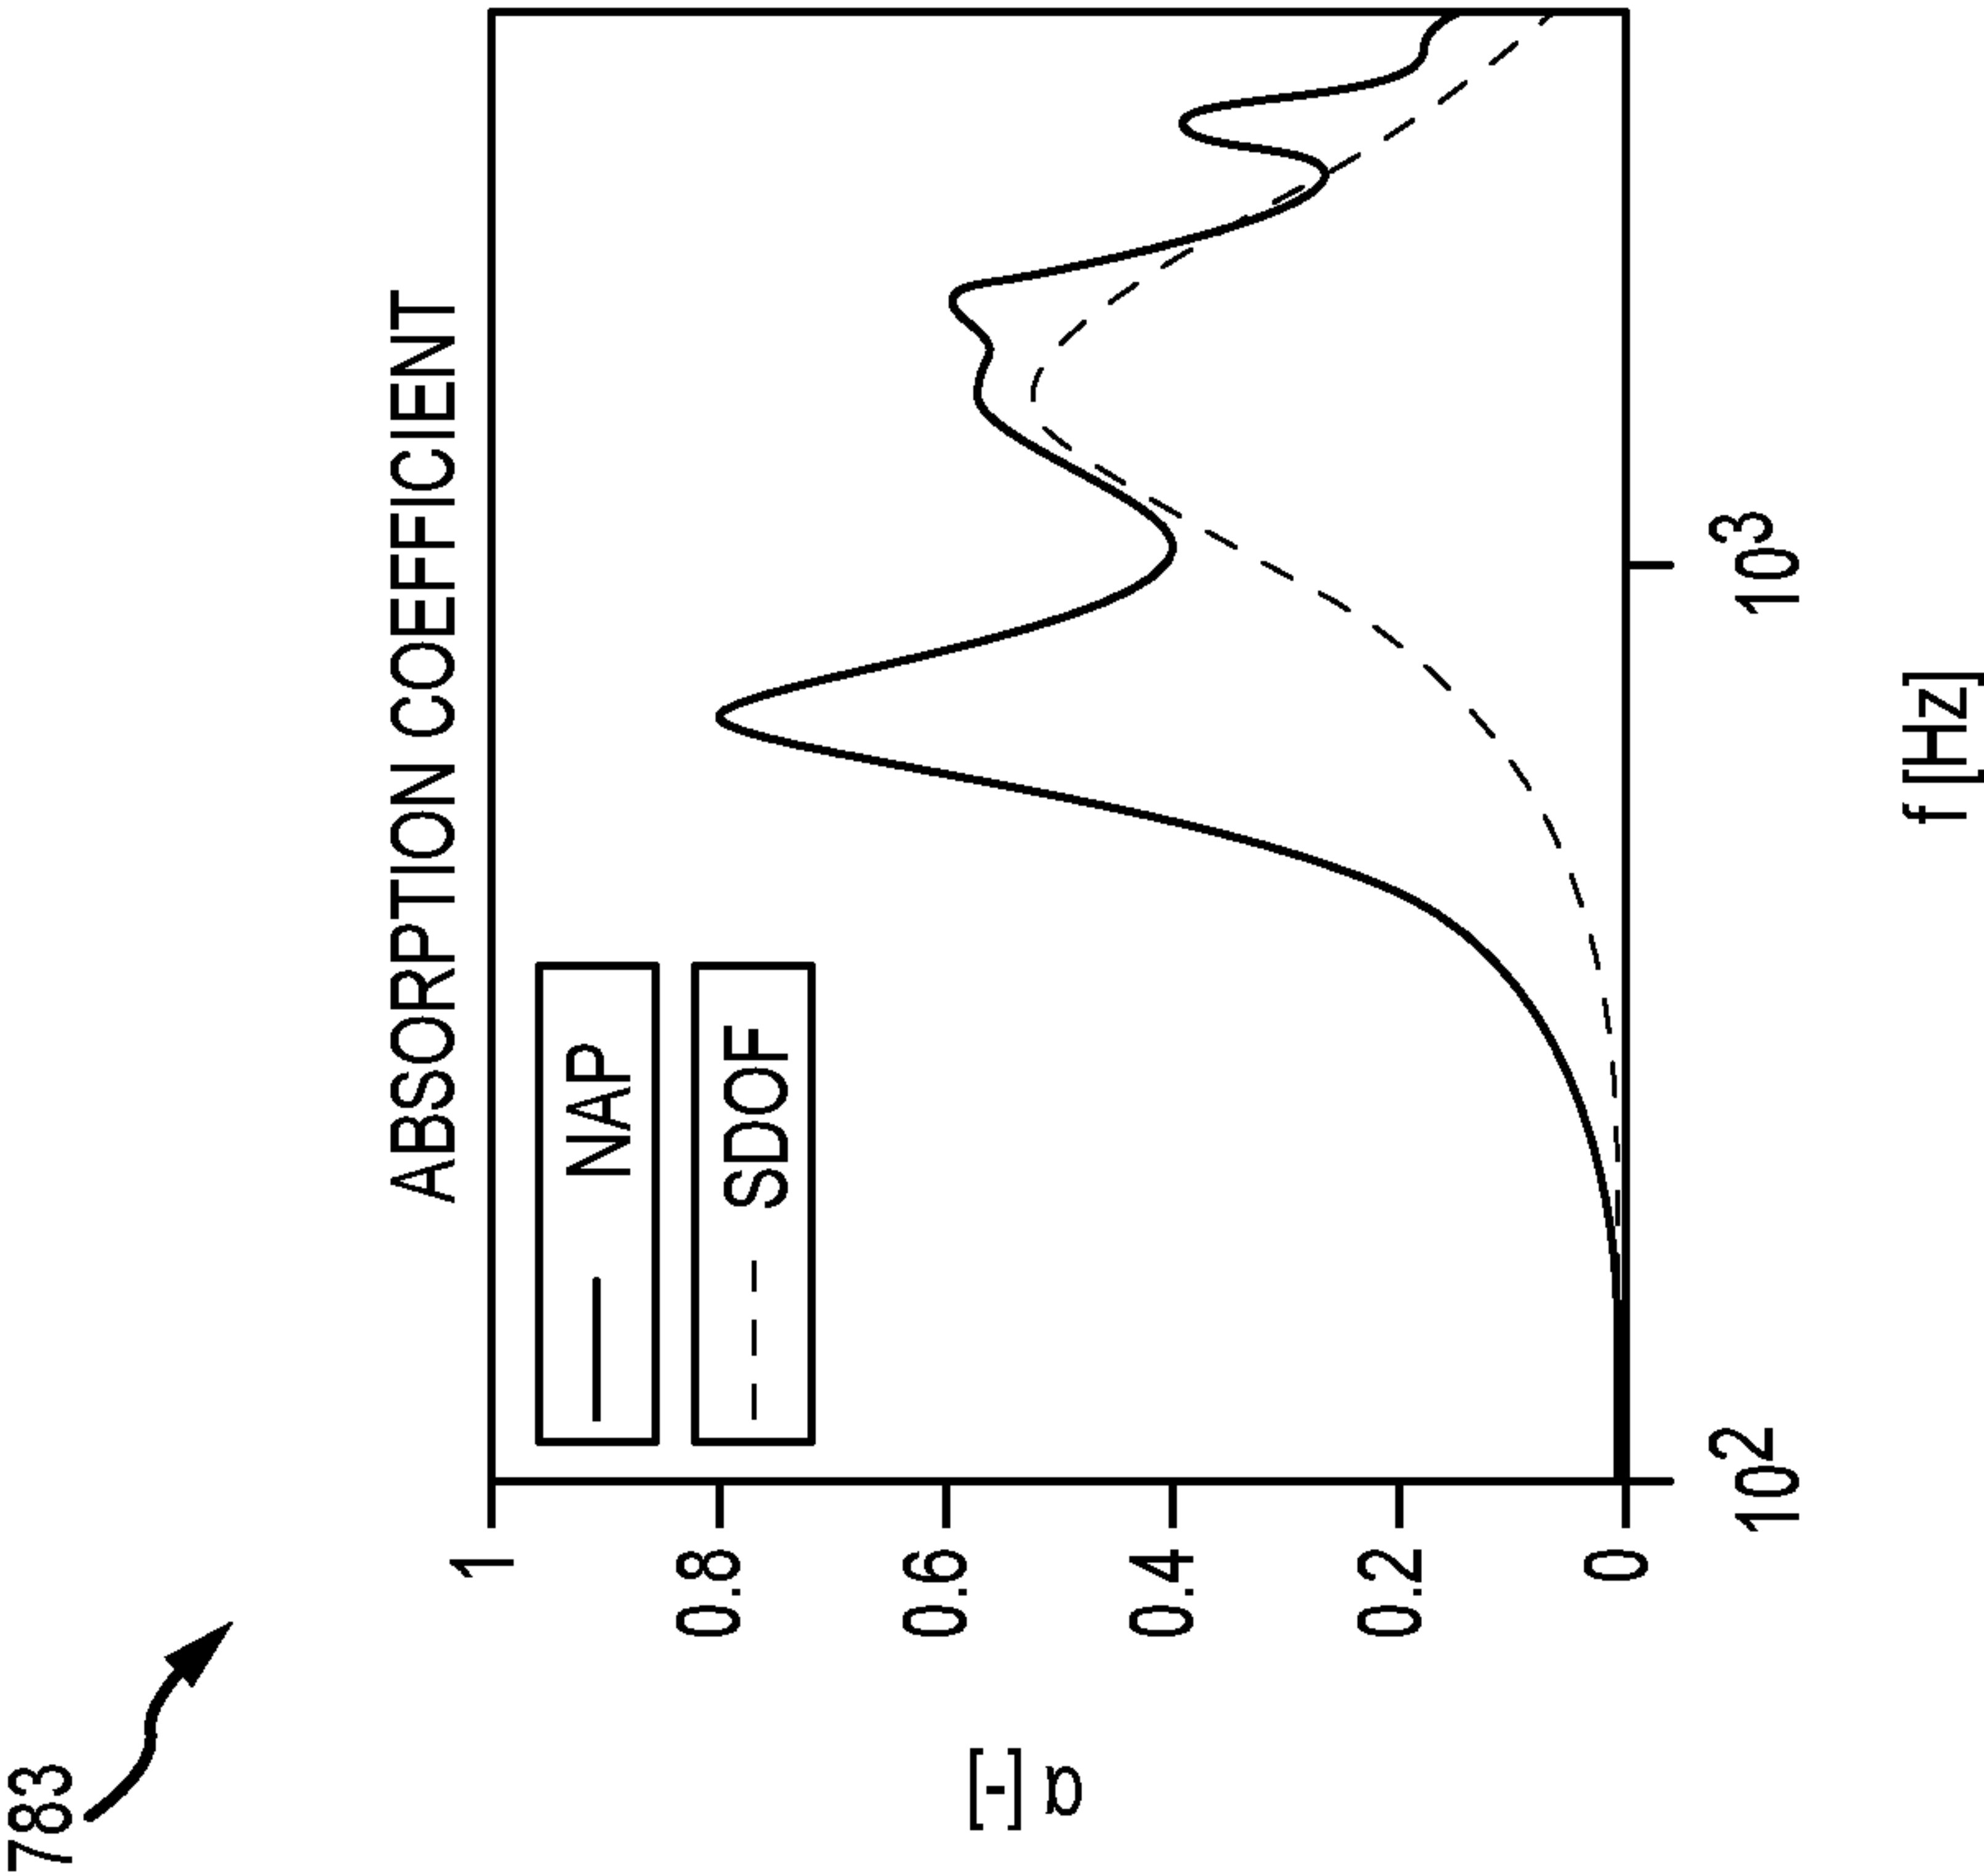 783
ABSORPTION COEFFICIENT
NAP
SDOF
α [-]
1
0.8
0.6
0.4
0.2
0
10²
10³
f [Hz]